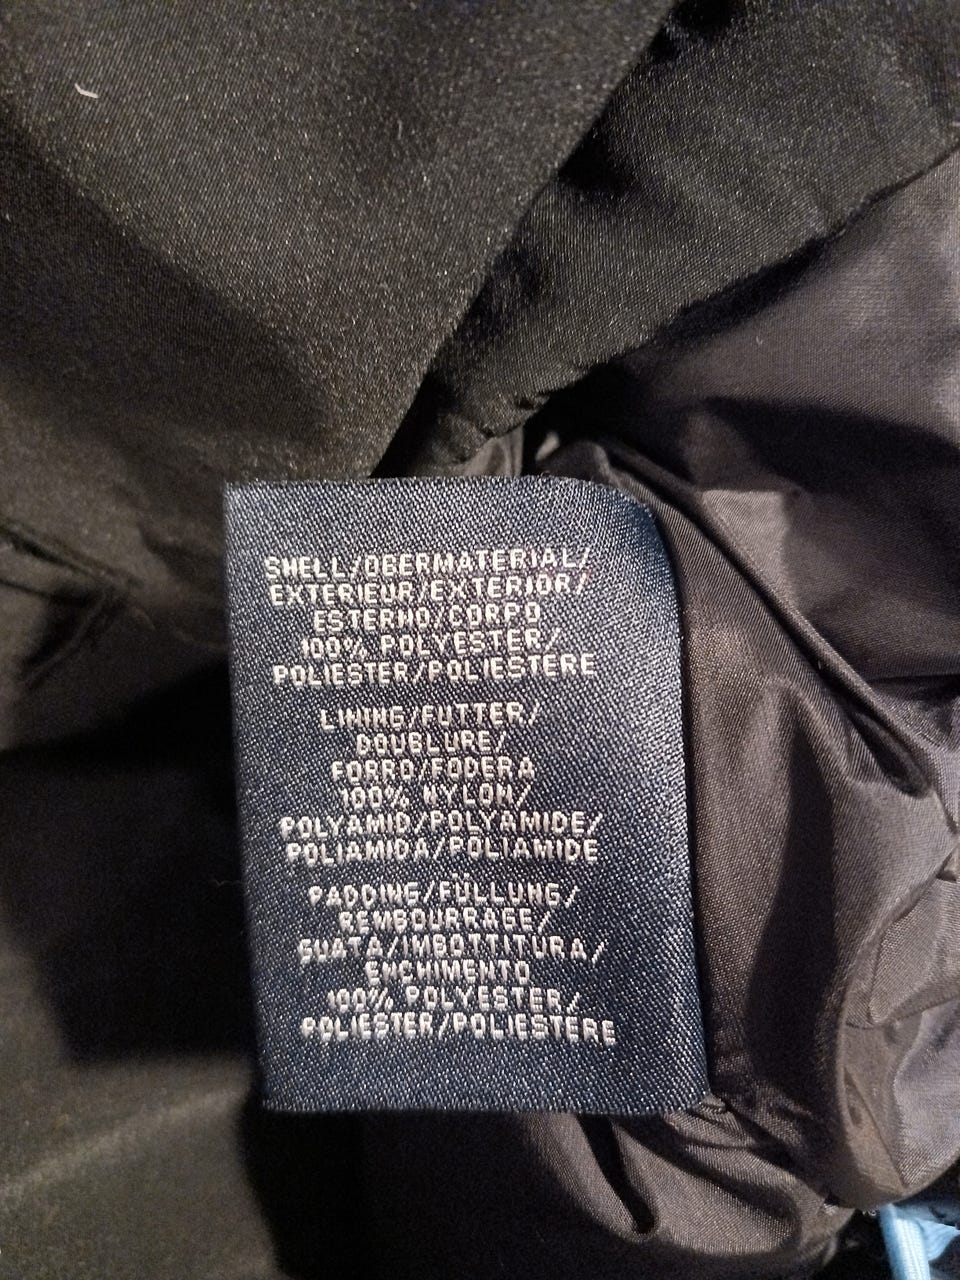 SHELL/OBERMATERIAL/
EXTERIEUR/EXTERIOR/
ESTERNO/CORPO
100% POLYESTER/
POLIESTER/POLIESTERE
LINING/FUTTER/
DOUBLURE/
FORRO/FODERA
100% NYLON/
POLYAMID/POLYAMIDE/
POLIAMIDA/POLIAMIDE
PADDING/FÜLLUNG/
REMBOURRAGE/
GUATA/IMBOTTITURA/
ENCHIMENTO
100% POLYESTER/
POLIESTER/POLIESTERE